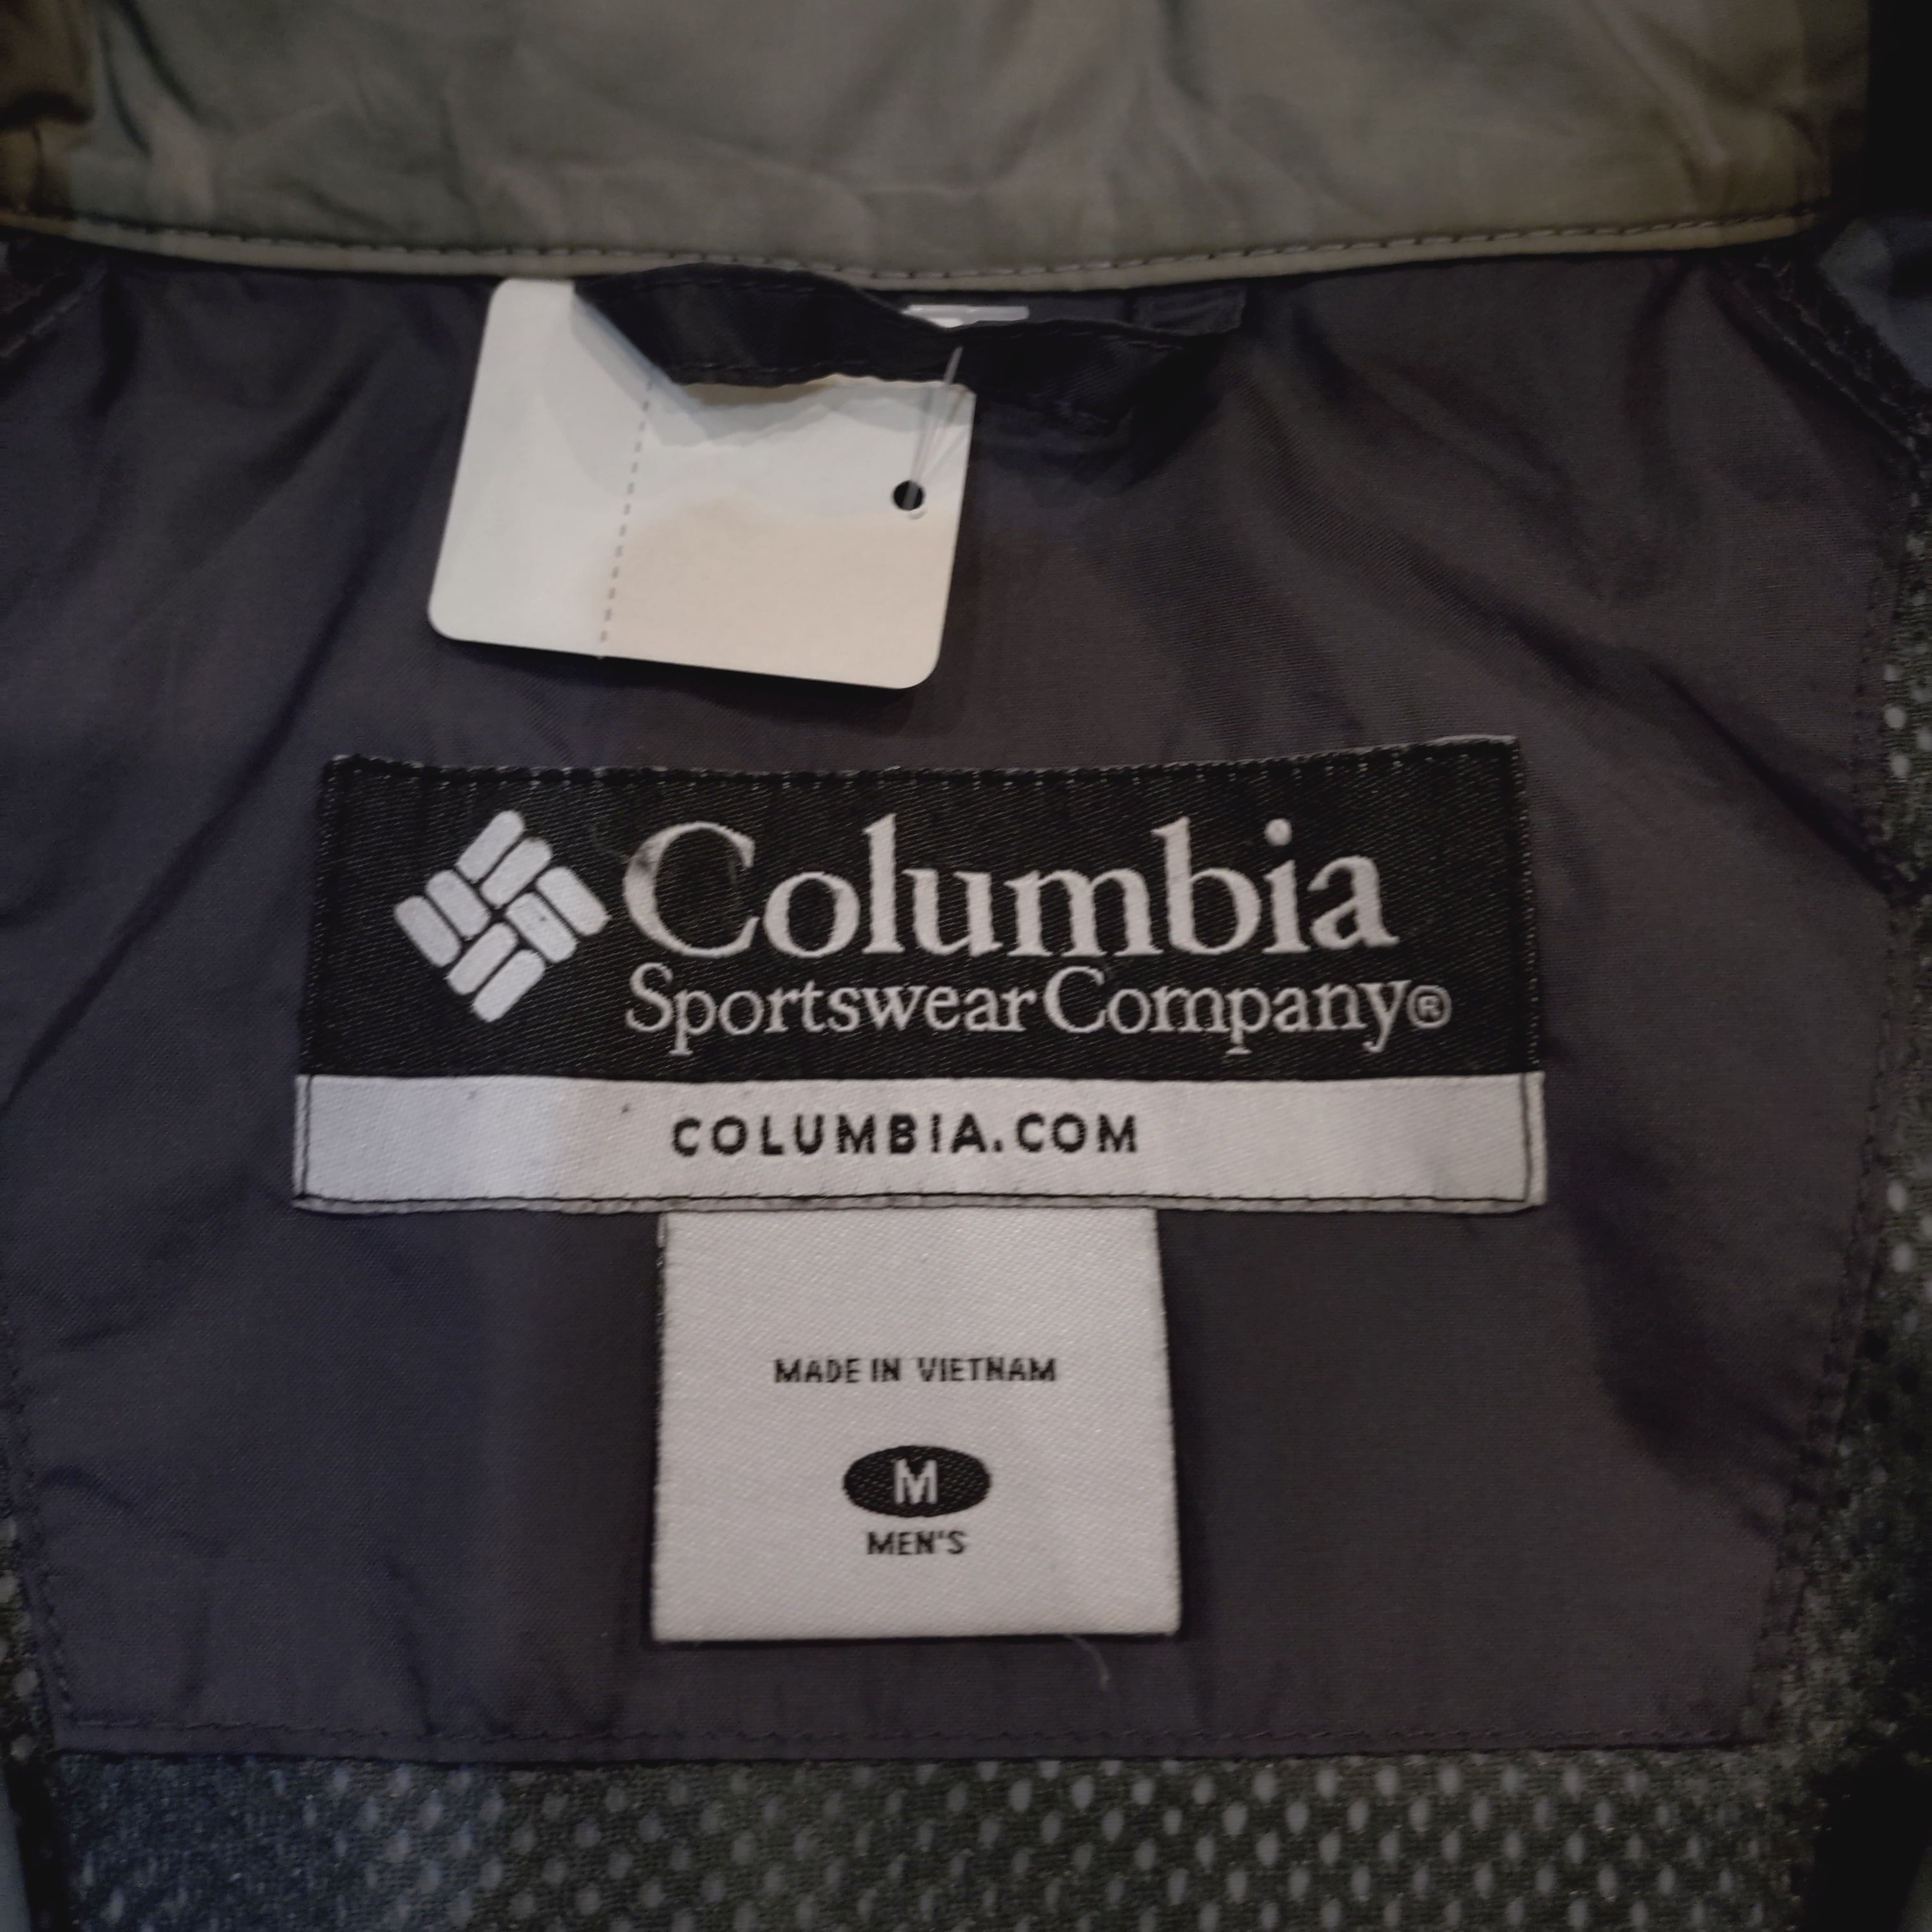 Columbia
Sportswear Company®
COLUMBIA.COM
MADE IN VIETNAM
M
MEN'S